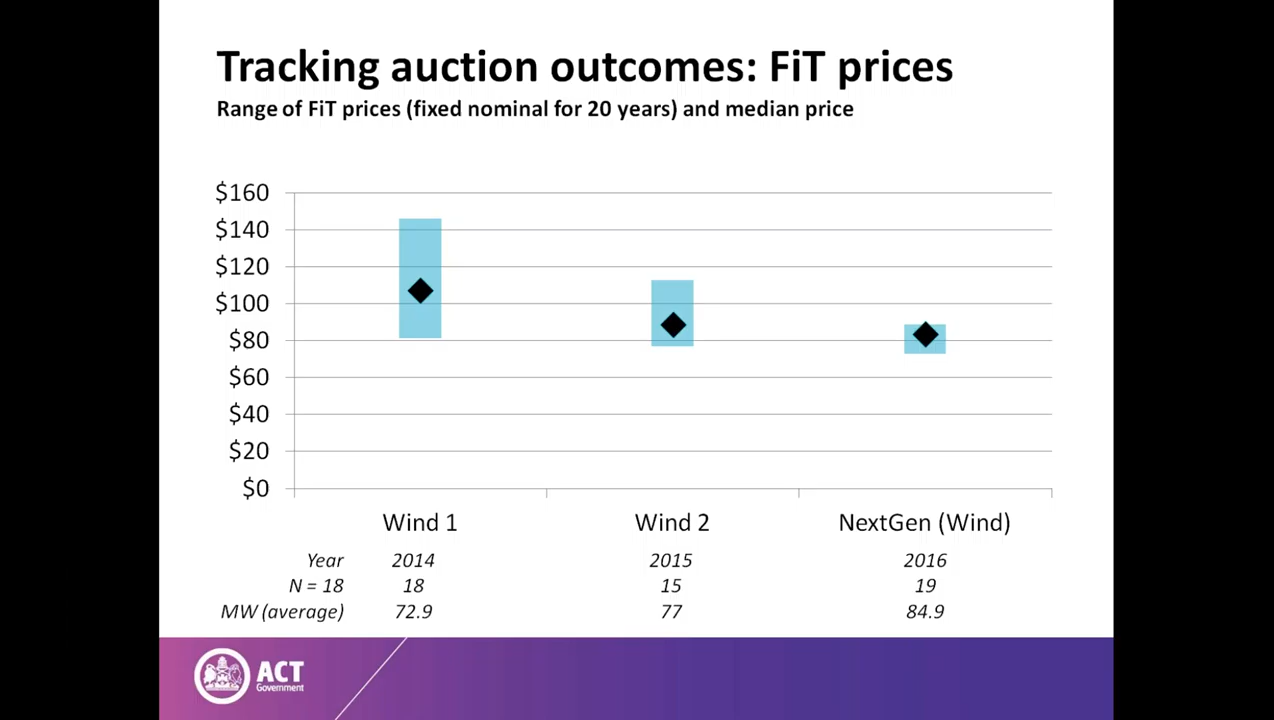 Tracking auction outcomes: FiT prices
Range of FiT prices (fixed nominal for 20 years) and median price
$160
$140
$120
$100
$80
$60
$40
$20
$0
Wind 1 Wind 2 NextGen (Wind)
Year 2014 2015 2016
N = 18 18 15 19
MW (average) 72.9 77 84.9
ACT
Government